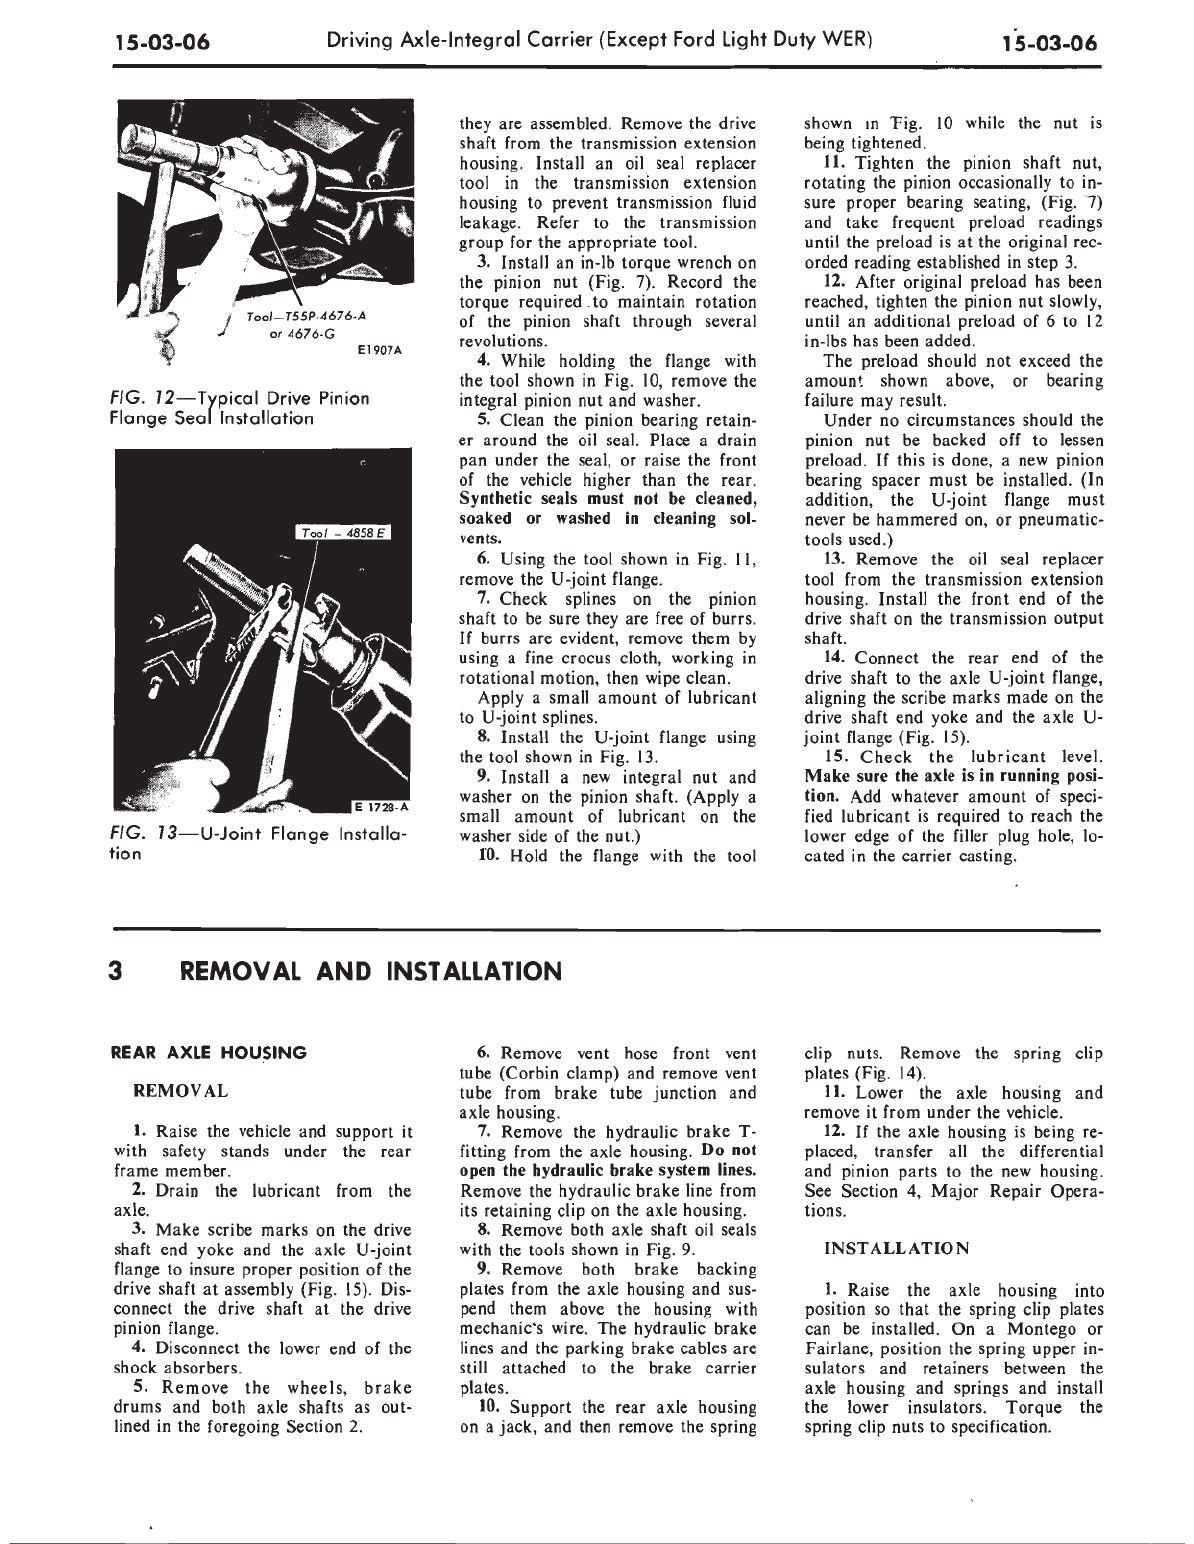 15-03-06
Driving Axle-Integral Carrier (Except Ford Light Duty WER)
15-03-06
Tool—T55P-4676-A
or 4676-G
E1907A
FIG. 12—Typical Drive Pinion
Flange Seal Installation
Tool - 4858 E
E 1728-A
FIG. 13—U-Joint Flange Installa-
tion
they are assembled. Remove the drive
shaft from the transmission extension
housing. Install an oil seal replacer
tool in the transmission extension
housing to prevent transmission fluid
leakage. Refer to the transmission
group for the appropriate tool.
3. Install an in-lb torque wrench on
the pinion nut (Fig. 7). Record the
torque required to maintain rotation
of the pinion shaft through several
revolutions.
4. While holding the flange with
the tool shown in Fig. 10, remove the
integral pinion nut and washer.
5. Clean the pinion bearing retain-
er around the oil seal. Place a drain
pan under the seal, or raise the front
of the vehicle higher than the rear.
Synthetic seals must not be cleaned,
soaked or washed in cleaning sol-
vents.
6. Using the tool shown in Fig. 11,
remove the U-joint flange.
7. Check splines on the pinion
shaft to be sure they are free of burrs.
If burrs are evident, remove them by
using a fine crocus cloth, working in
rotational motion, then wipe clean.
Apply a small amount of lubricant
to U-joint splines.
8. Install the U-joint flange using
the tool shown in Fig. 13.
9. Install a new integral nut and
washer on the pinion shaft. (Apply a
small amount of lubricant on the
washer side of the nut.)
10. Hold the flange with the tool
shown in Fig. 10 while the nut is
being tightened.
11. Tighten the pinion shaft nut,
rotating the pinion occasionally to in-
sure proper bearing seating, (Fig. 7)
and take frequent preload readings
until the preload is at the original rec-
orded reading established in step 3.
12. After original preload has been
reached, tighten the pinion nut slowly,
until an additional preload of 6 to 12
in-lbs has been added.
The preload should not exceed the
amount shown above, or bearing
failure may result.
Under no circumstances should the
pinion nut be backed off to lessen
preload. If this is done, a new pinion
bearing spacer must be installed. (In
addition, the U-joint flange must
never be hammered on, or pneumatic-
tools used.)
13. Remove the oil seal replacer
tool from the transmission extension
housing. Install the front end of the
drive shaft on the transmission output
shaft.
14. Connect the rear end of the
drive shaft to the axle U-joint flange,
aligning the scribe marks made on the
drive shaft end yoke and the axle U-
joint flange (Fig. 15).
15. Check the lubricant level.
Make sure the axle is in running posi-
tion. Add whatever amount of speci-
fied lubricant is required to reach the
lower edge of the filler plug hole, lo-
cated in the carrier casting.
3 REMOVAL AND INSTALLATION
REAR AXLE HOUSING
REMOVAL
1. Raise the vehicle and support it
with safety stands under the rear
frame member.
2. Drain the lubricant from the
axle.
3. Make scribe marks on the drive
shaft end yoke and the axle U-joint
flange to insure proper position of the
drive shaft at assembly (Fig. 15). Dis-
connect the drive shaft at the drive
pinion flange.
4. Disconnect the lower end of the
shock absorbers.
5. Remove the wheels, brake
drums and both axle shafts as out-
lined in the foregoing Section 2.
6. Remove vent hose front vent
tube (Corbin clamp) and remove vent
tube from brake tube junction and
axle housing.
7. Remove the hydraulic brake T-
fitting from the axle housing. Do not
open the hydraulic brake system lines.
Remove the hydraulic brake line from
its retaining clip on the axle housing.
8. Remove both axle shaft oil seals
with the tools shown in Fig. 9.
9. Remove both brake backing
plates from the axle housing and sus-
pend them above the housing with
mechanic's wire. The hydraulic brake
lines and the parking brake cables are
still attached to the brake carrier
plates.
10. Support the rear axle housing
on a jack, and then remove the spring
clip nuts. Remove the spring clip
plates (Fig. 14).
11. Lower the axle housing and
remove it from under the vehicle.
12. If the axle housing is being re-
placed, transfer all the differential
and pinion parts to the new housing.
See Section 4, Major Repair Opera-
tions.
INSTALLATION
1. Raise the axle housing into
position so that the spring clip plates
can be installed. On a Montego or
Fairlane, position the spring upper in-
sulators and retainers between the
axle housing and springs and install
the lower insulators. Torque the
spring clip nuts to specification.